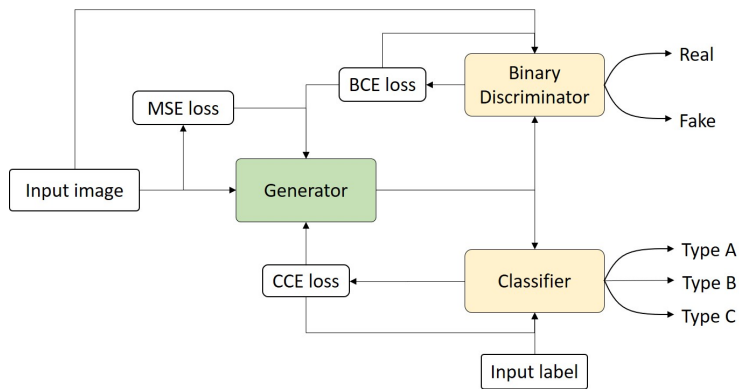 Real
BCE loss
Binary
Discriminator
MSE loss
Fake
Input image
Generator
Type A
CCE loss
Classifier
Type B
Type C
Input label